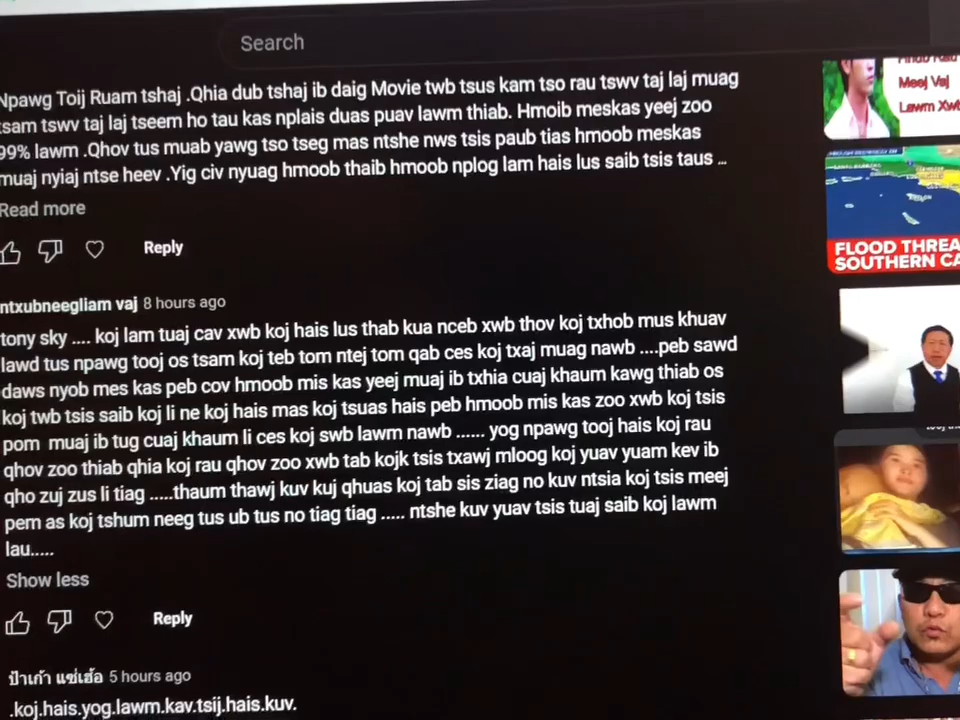 Search
Npawg Toij Ruam tshaj .Qhia dub tshaj ib daig Movie twb tsus kam tso rau tswv taj laj muag
tsam tswv taj laj tseem ho tau kas nplais duas puav lawm thiab. Hmoib meskas yeej zoo
99% lawm .Qhov tus muab yawg tso tseg mas ntshe nws tsis paub tias hmoob meskas
muaj nyiaj ntse heev .Yig civ nyuag hmoob thaib hmoob nplog lam hais lus saib tsis taus ...
Read more
Reply
ntxubneegliam vaj 8 hours ago
tony sky .... koj lam tuaj cav xwb koj hais lus thab kua nceb xwb thov koj txhob mus khuav
lawd tus npawg tooj os tsam koj teb tom ntej tom qab ces koj txaj muag nawb ....peb sawd
daws nyob mes kas peb cov hmoob mis kas yeej muaj ib txhia cuaj khaum kawg thiab os
koj twb tsis saib koj li ne koj hais mas koj tsuas hais peb hmoob mis kas zoo xwb koj tsis
pom muaj ib tug cuaj khaum li ces koj swb lawm nawb ...... yog npawg tooj hais koj rau
qhov zoo thiab qhia koj rau qhov zoo xwb tab kojk tsis txawj mloog koj yuav yuam kev ib
qho zuj zus li tiag .....thaum thawj kuv kuj qhuas koj tab sis ziag no kuv ntsia koj tsis meej
pem as koj tshum neeg tus ub tus no tiag tiag ..... ntshe kuv yuav tsis tuaj saib koj lawm
lau.....
Show less
Reply
ป้าเก้า แซ่เฮ้อ 5 hours ago
.koj.hais.yog.lawm.kav.tsij.hais.kuv.
Meej Vaj
Lawm Xwb
FLOOD THREA
SOUTHERN CA